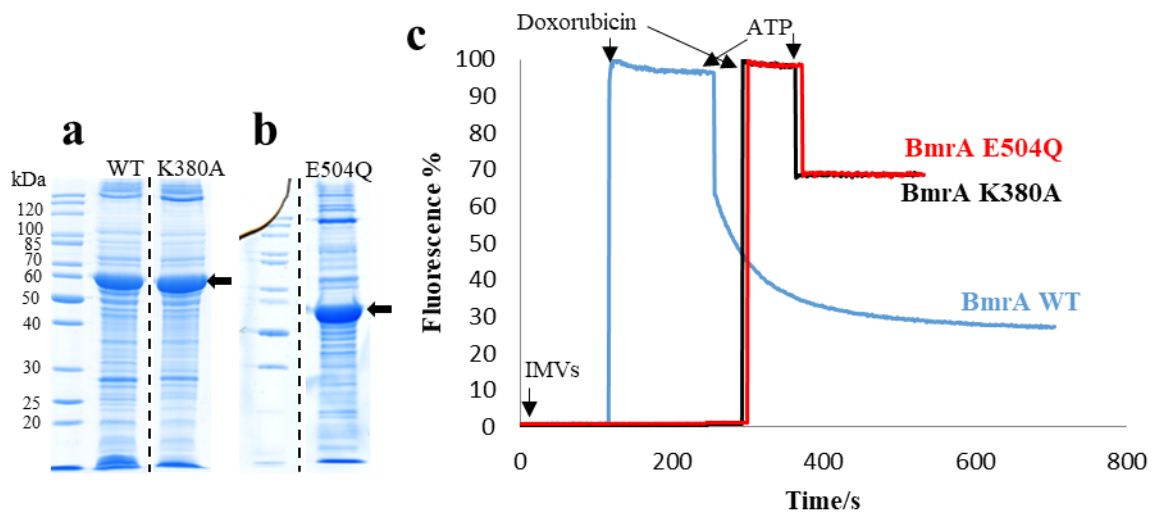 a
b
c
WT K380A
E504Q
kDa
120
100
85
70
60
50
40
30
25
20
Doxorubicin
ATP
100
90
80
70
60
50
40
30
20
10
0
Fluorescence %
IMVs
BmrA E504Q
BmrA K380A
BmrA WT
0 200 400 600 800
Time/s